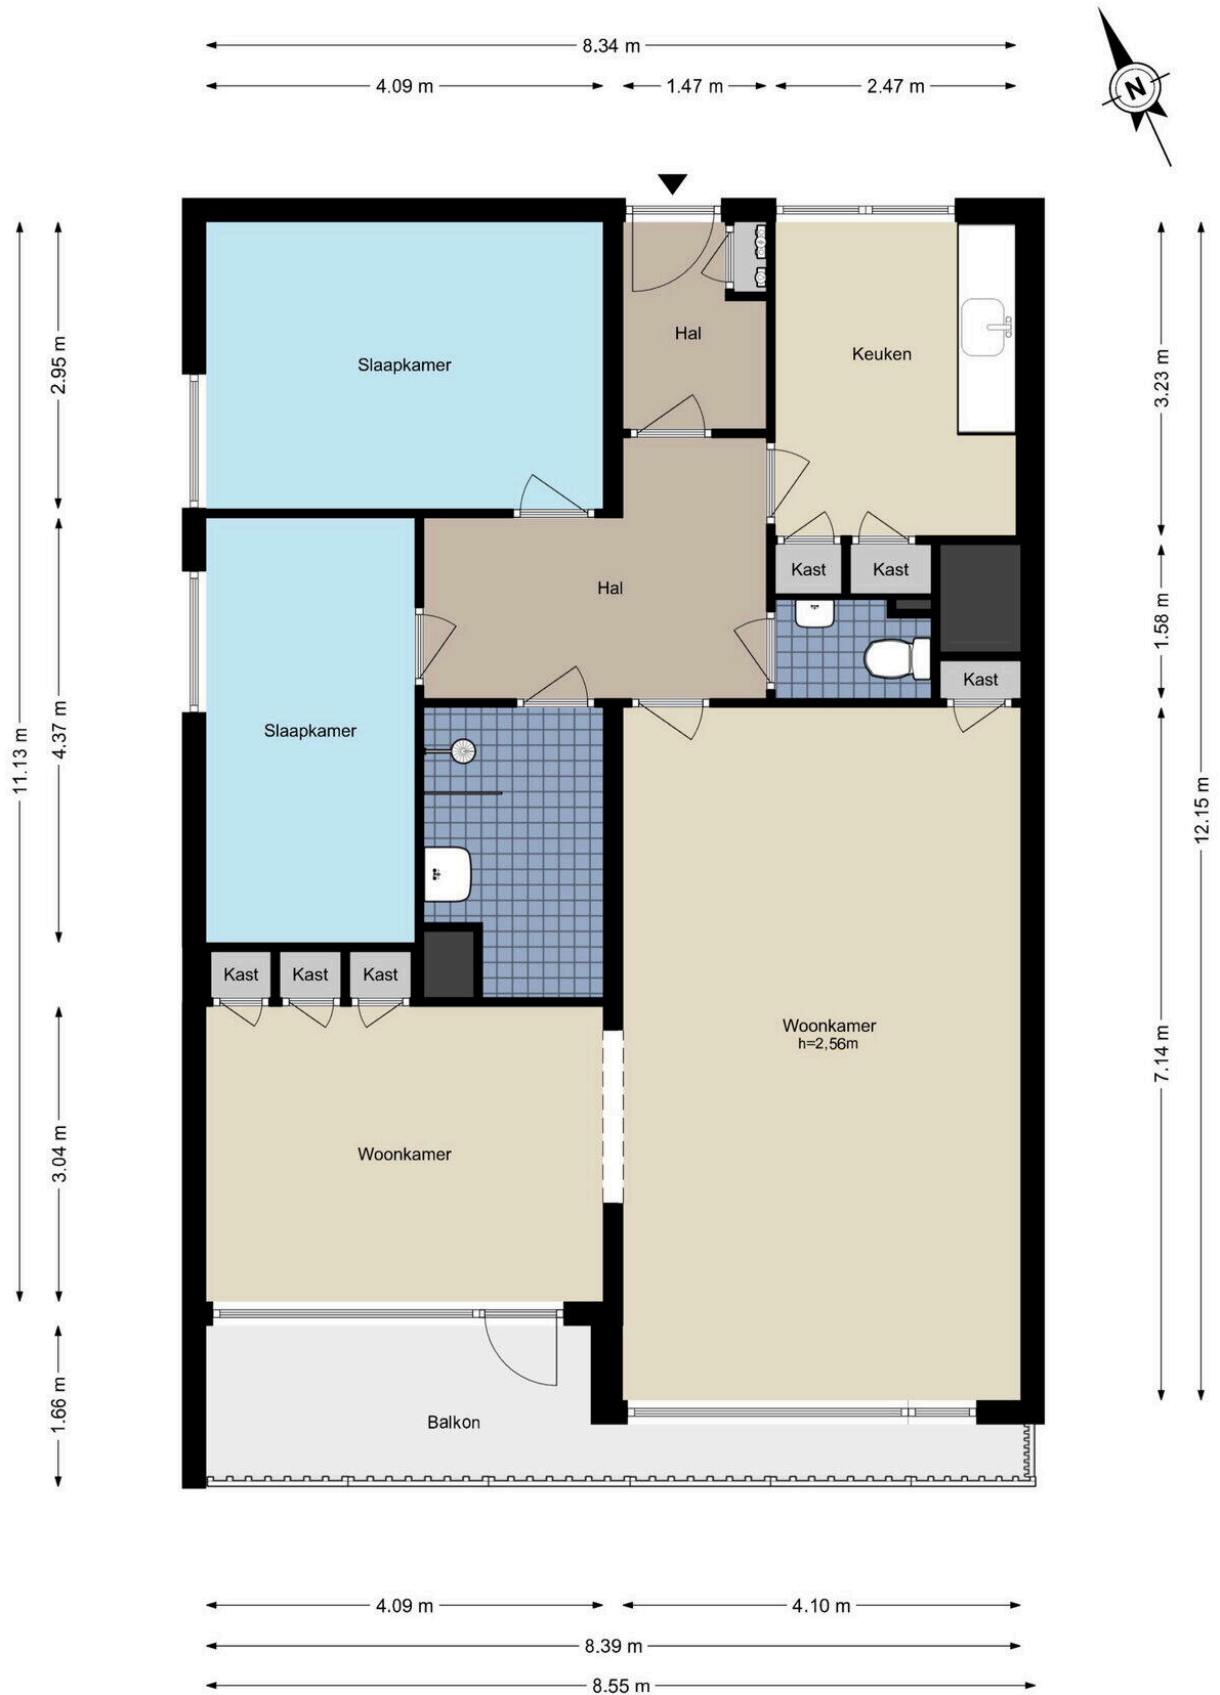 8.34 m
4.09 m
1.47 m
2.47 m
N
11.13 m
2.95 m
4.37 m
3.04 m
1.66 m
Slaapkamer
Hal
Keuken
Hal
Kast
Kast
Kast
Slaapkamer
Kast
Kast
Kast
Woonkamer
h=2,56m
Woonkamer
Balkon
3.23 m
1.58 m
7.14 m
12.15 m
4.09 m
4.10 m
8.39 m
8.55 m